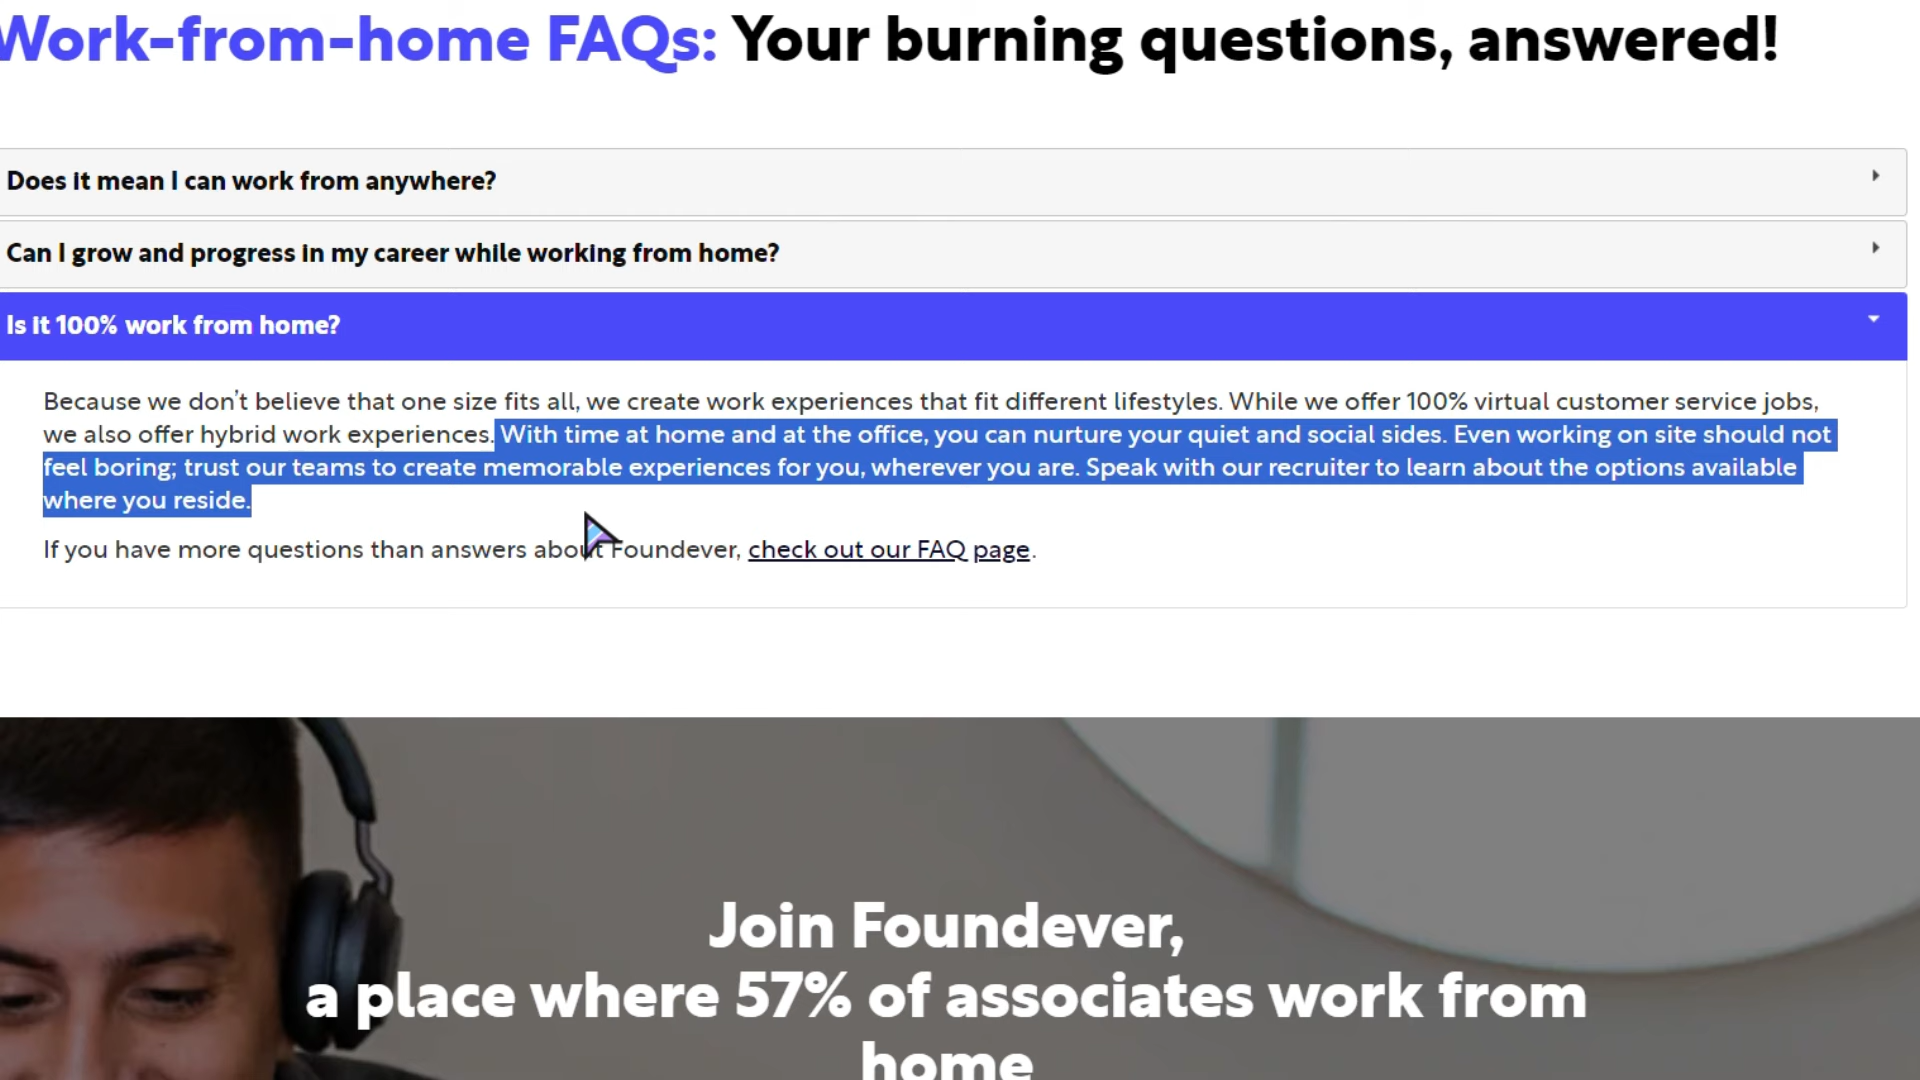 Work-from-home FAQs: Your burning questions, answered!
Does it mean I can work from anywhere?
Can I grow and progress in my career while working from home?
Is it 100% work from home?
Because we don't believe that one size fits all, we create work experiences that fit different lifestyles. While we offer 100% virtual customer service jobs,
we also offer hybrid work experiences. With time at home and at the office, you can nurture your quiet and social sides. Even working on site should not
feel boring; trust our teams to create memorable experiences for you, wherever you are. Speak with our recruiter to learn about the options available
where you reside.
If you have more questions than answers about Foundever, check out our FAQ page.
Join Foundever,
a place where 57% of associates work from
home